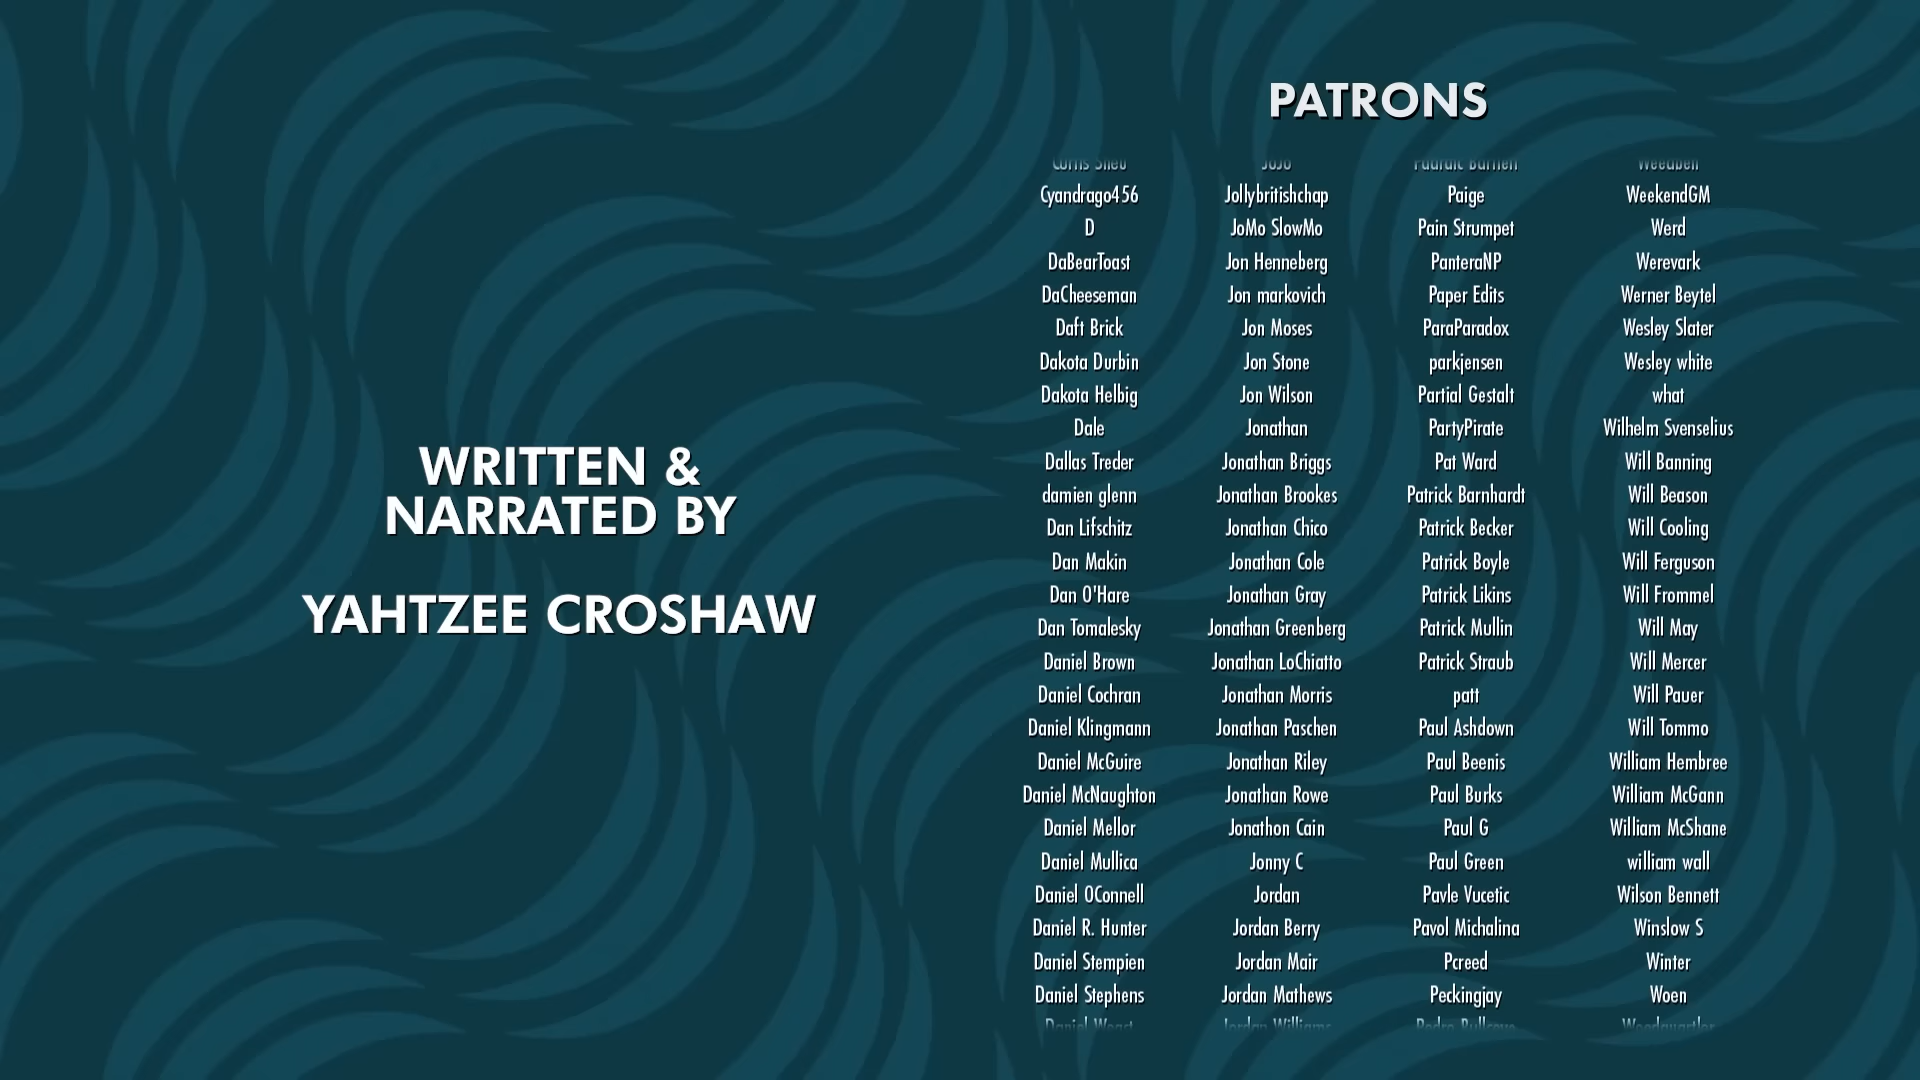 WRITTEN &
NARRATED BY
YAHTZEE CROSHAW
PATRONS
Cyandrago456
D
DaBearToast
DaCheeseman
Daft Brick
Dakota Durbin
Dakota Helbig
Dale
Dallas Treder
damien glenn
Dan Lifschitz
Dan Makin
Dan O'Hare
Dan Tomalesky
Daniel Brown
Daniel Cochran
Daniel Klingmann
Daniel McGuire
Daniel McNaughton
Daniel Mellor
Daniel Mullica
Daniel OConnell
Daniel R. Hunter
Daniel Stempien
Daniel Stephens
JoJo
Jollybritishchap
JoMo SlowMo
Jon Henneberg
Jon markovich
Jon Moses
Jon Stone
Jon Wilson
Jonathan
Jonathan Briggs
Jonathan Brookes
Jonathan Chico
Jonathan Cole
Jonathan Gray
Jonathan Greenberg
Jonathan LoChiatto
Jonathan Morris
Jonathan Paschen
Jonathan Riley
Jonathan Rowe
Jonathon Cain
Jonny C
Jordan
Jordan Berry
Jordan Mair
Jordan Mathews
Jordan Williams
Paige
Pain Strumpet
PanteraNP
Paper Edits
ParaParadox
parkjensen
Partial Gestalt
PartyPirate
Pat Ward
Patrick Barnhardt
Patrick Becker
Patrick Boyle
Patrick Likins
Patrick Mullin
Patrick Straub
patt
Paul Ashdown
Paul Beenis
Paul Burks
Paul G
Paul Green
Pavle Vucetic
Pavol Michalina
Pcreed
Peckingjay
WeekendGM
Werd
Werevark
Werner Beytel
Wesley Slater
Wesley white
what
Wilhelm Svenselius
Will Banning
Will Beason
Will Cooling
Will Ferguson
Will Frommel
Will May
Will Mercer
Will Pauer
Will Tommo
William Hembree
William McGann
William McShane
william wall
Wilson Bennett
Winslow S
Winter
Woen